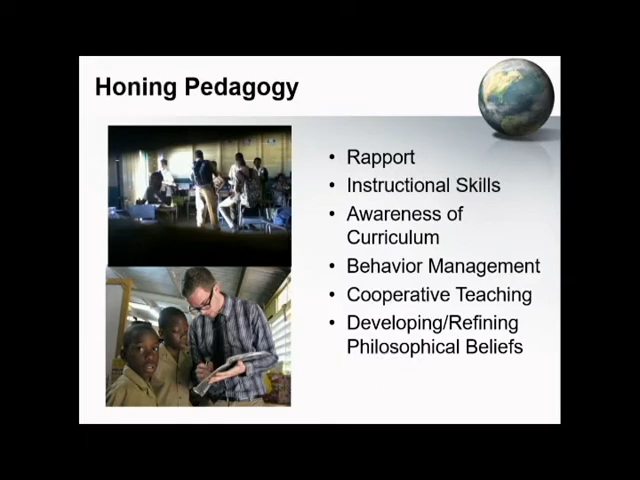 Honing Pedagogy
• Rapport
• Instructional Skills
• Awareness of
Curriculum
• Behavior Management
• Cooperative Teaching
• Developing/Refining
Philosophical Beliefs